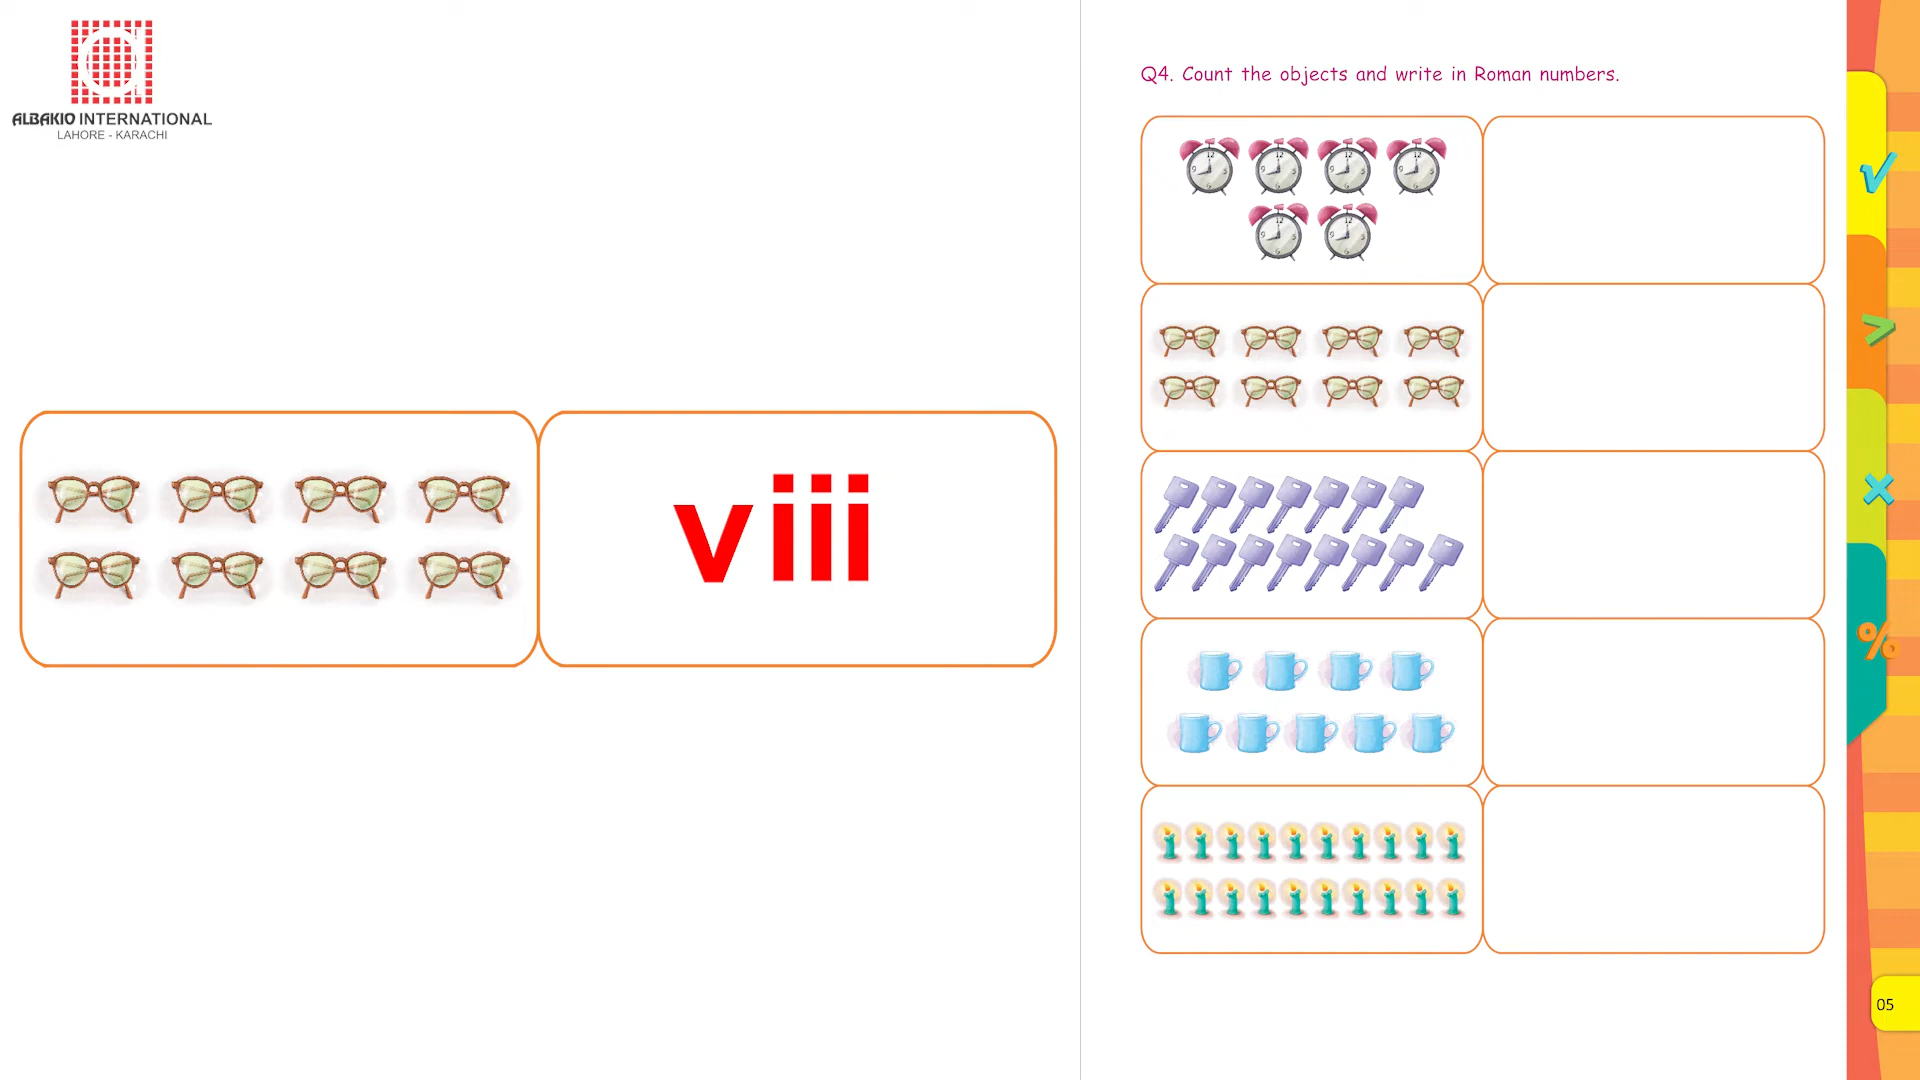 ALBAKIO INTERNATIONAL
LAHORE - KARACHI
viii
Q4. Count the objects and write in Roman numbers.
05